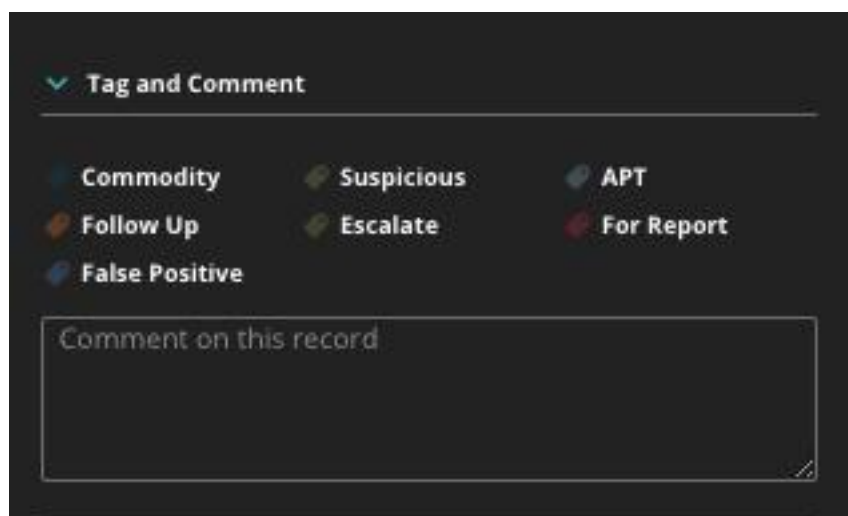 Tag and Comment
Commodity Suspicious APT
Follow Up Escalate For Report
False Positive
Comment on this record